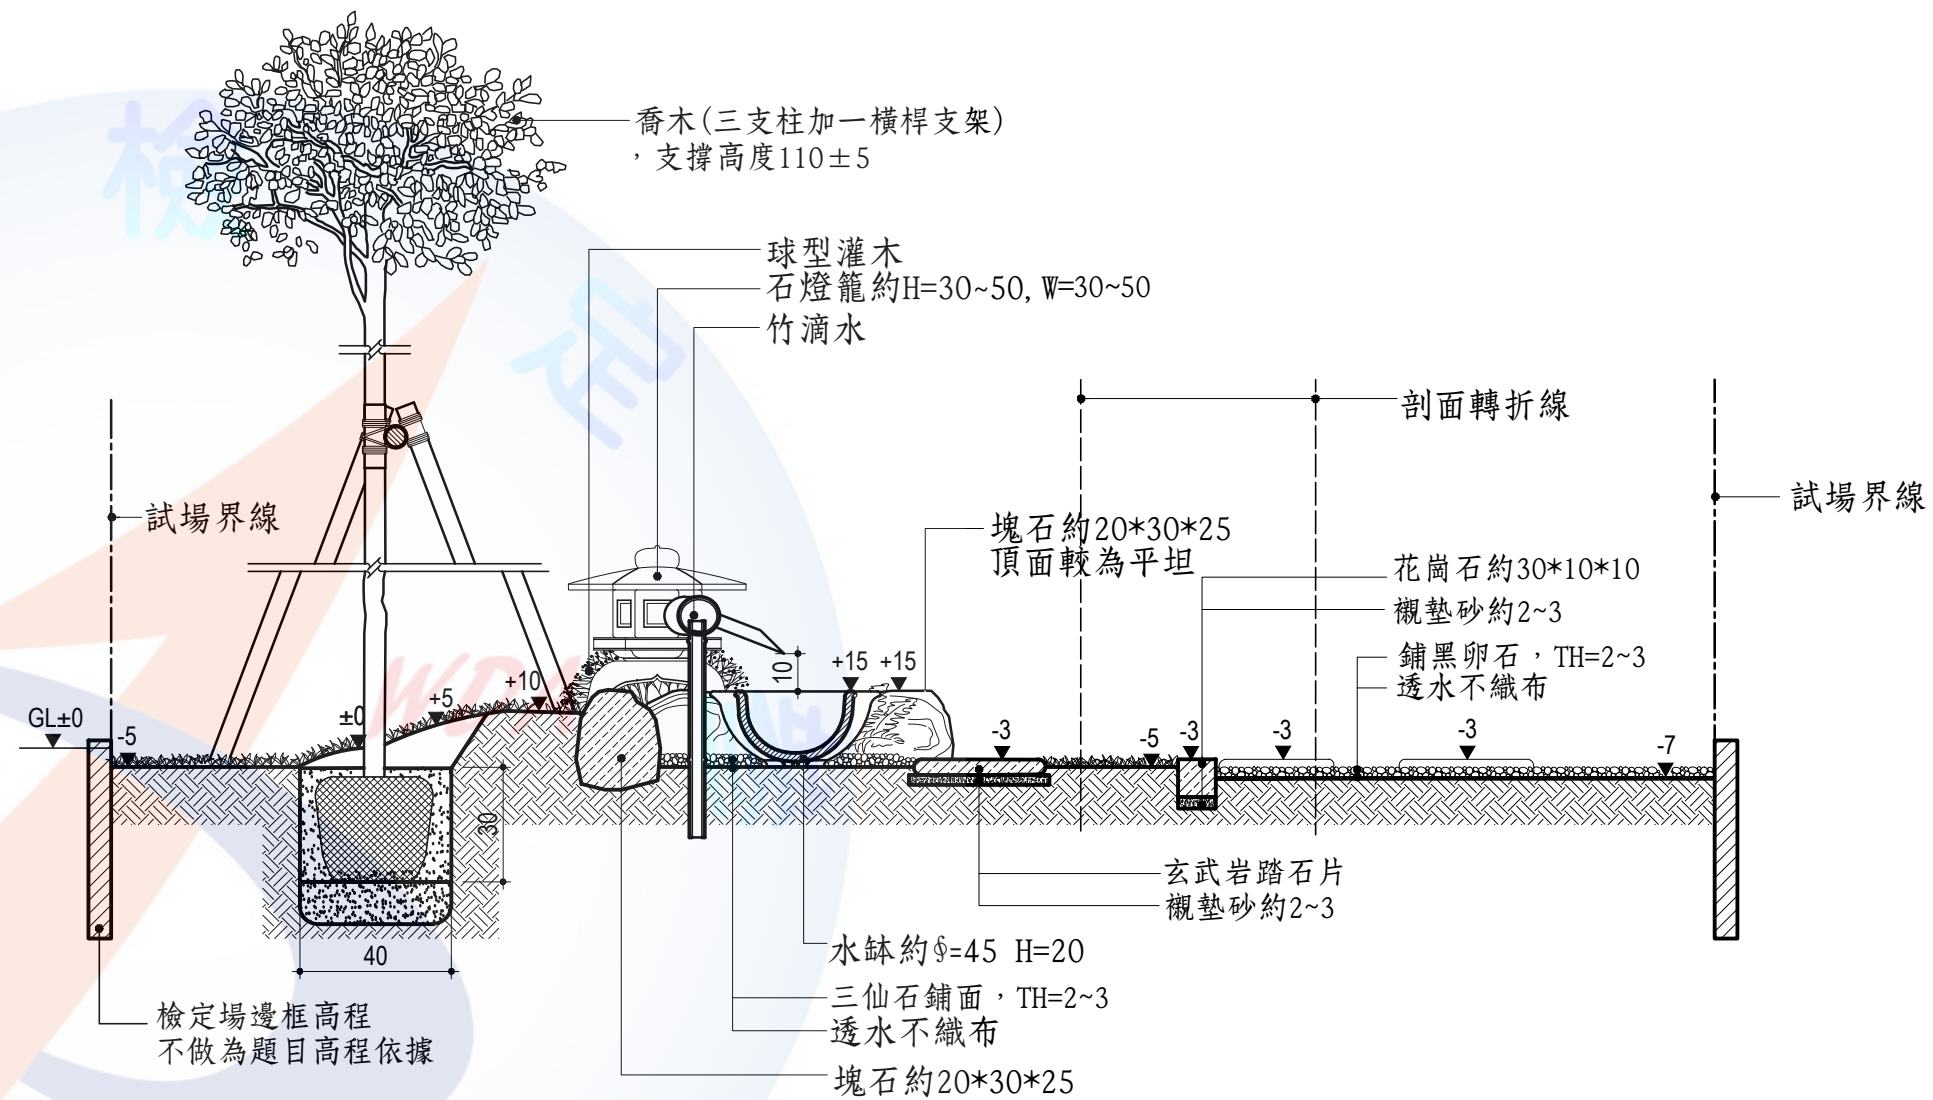 喬木(三支柱加一橫桿支架)
，支撐高度110±5
球型灌木
石燈籠約H=30~50, W=30~50
竹滴水
剖面轉折線
試場界線
試場界線
塊石約20*30*25
頂面較為平坦
花崗石約30*10*10
襯墊砂約2~3
鋪黑卵石，TH=2~3
透水不織布
GL±0
-5
±0
+5
+10
10
+15
+15
-3
-5
-3
-3
-3
-7
30
40
玄武岩踏石片
襯墊砂約2~3
水缽約∮=45 H=20
三仙石鋪面，TH=2~3
透水不織布
塊石約20*30*25
檢定場邊框高程
不做為題目高程依據
檢
定